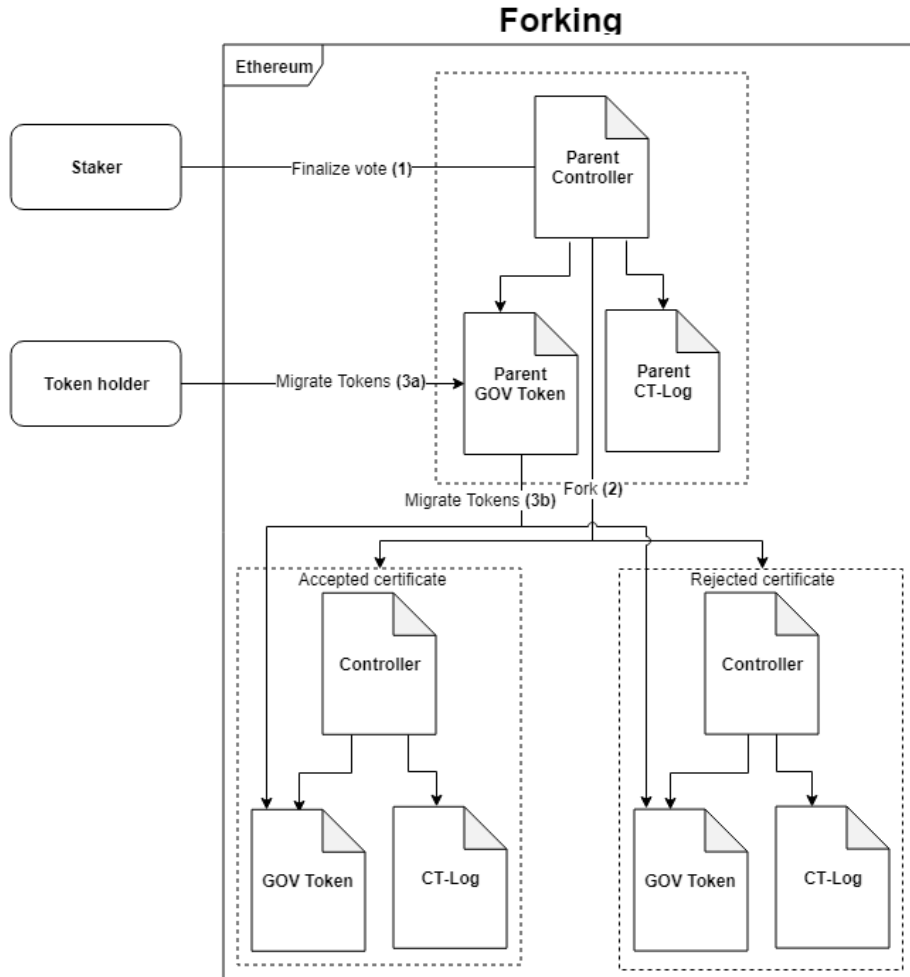 Forking
Ethereum
Staker
Finalize vote (1)
Parent
Controller
Token holder
Migrate Tokens (3a)
Parent
GOV Token
Parent
CT-Log
Migrate Tokens (3b)
Fork (2)
Accepted certificate
Rejected certificate
Controller
Controller
GOV Token
CT-Log
GOV Token
CT-Log